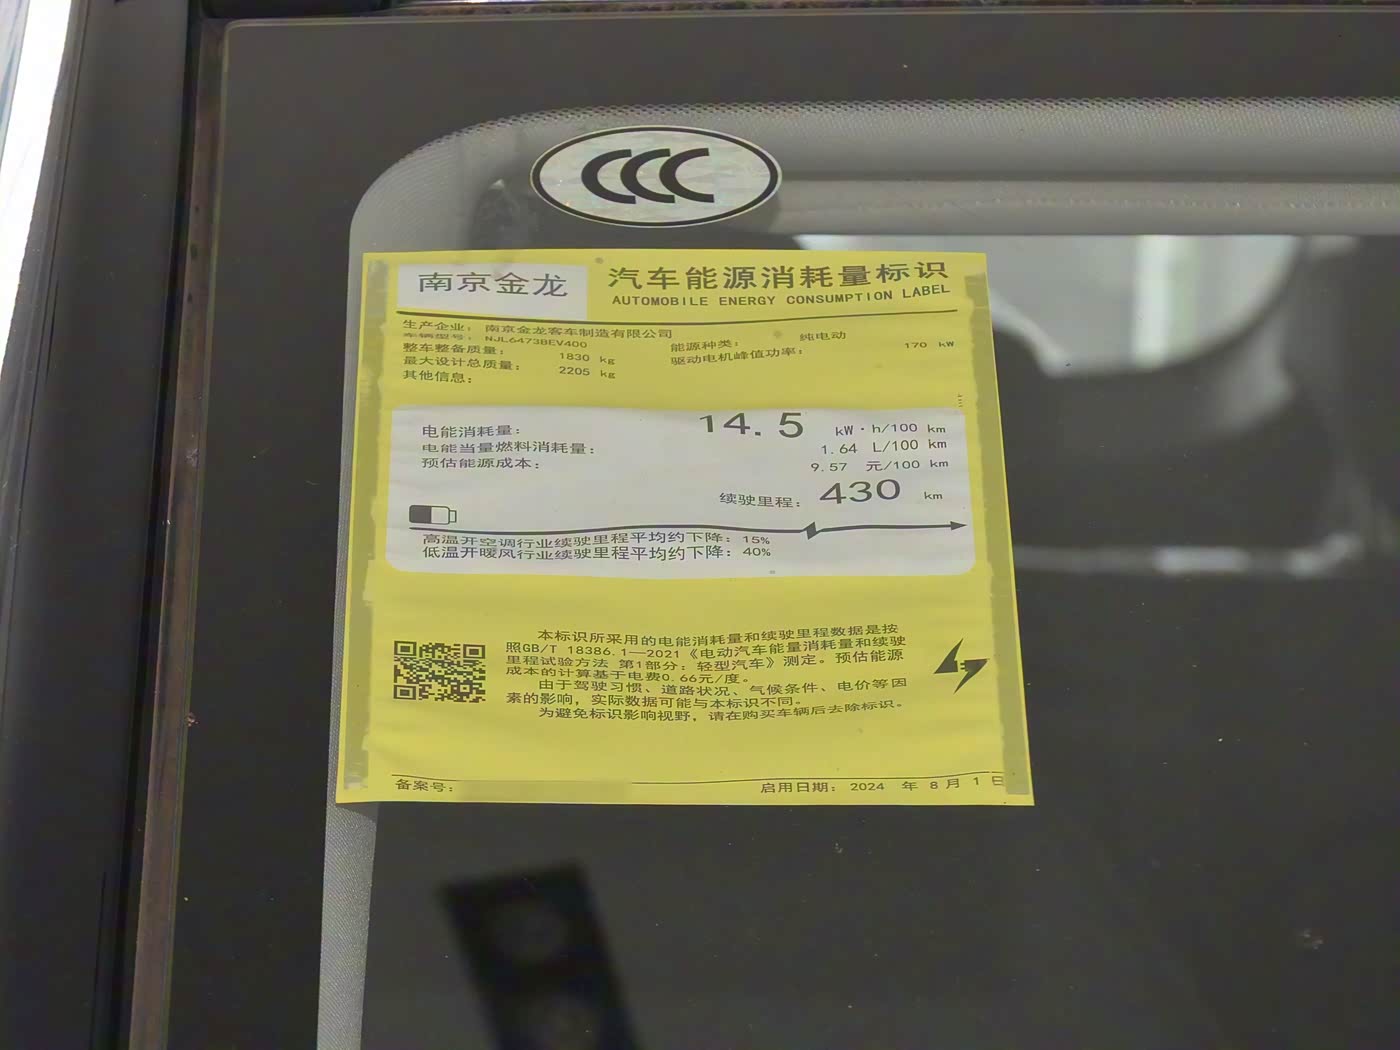 CCC
南京金龙
汽车能源消耗量标识
AUTOMOBILE ENERGY CONSUMPTION LABEL
生产企业: 南京金龙客车制造有限公司
车辆型号: NJL6473BEV400
能源种类: 纯电动
整车整备质量: 1830 kg
驱动电机峰值功率: 170 kW
最大设计总质量: 2205 kg
其他信息:
电能消耗量: 14.5 kW·h/100 km
电能当量燃料消耗量: 1.64 L/100 km
预估能源成本: 9.57 元/100 km
续驶里程: 430 km
高温开空调行业续驶里程平均约下降: 15%
低温开暖风行业续驶里程平均约下降: 40%
本标识所采用的电能消耗量和续驶里程数据是按
照GB/T 18386.1—2021《电动汽车能量消耗量和续驶
里程试验方法 第1部分: 轻型汽车》测定。预估能源
成本的计算基于电费0.66元/度。
由于驾驶习惯、道路状况、气候条件、电价等因
素的影响, 实际数据可能与本标识不同。
为避免标识影响视野, 请在购买车辆后去除标识。
备案号:
启用日期: 2024 年 8 月 1 日